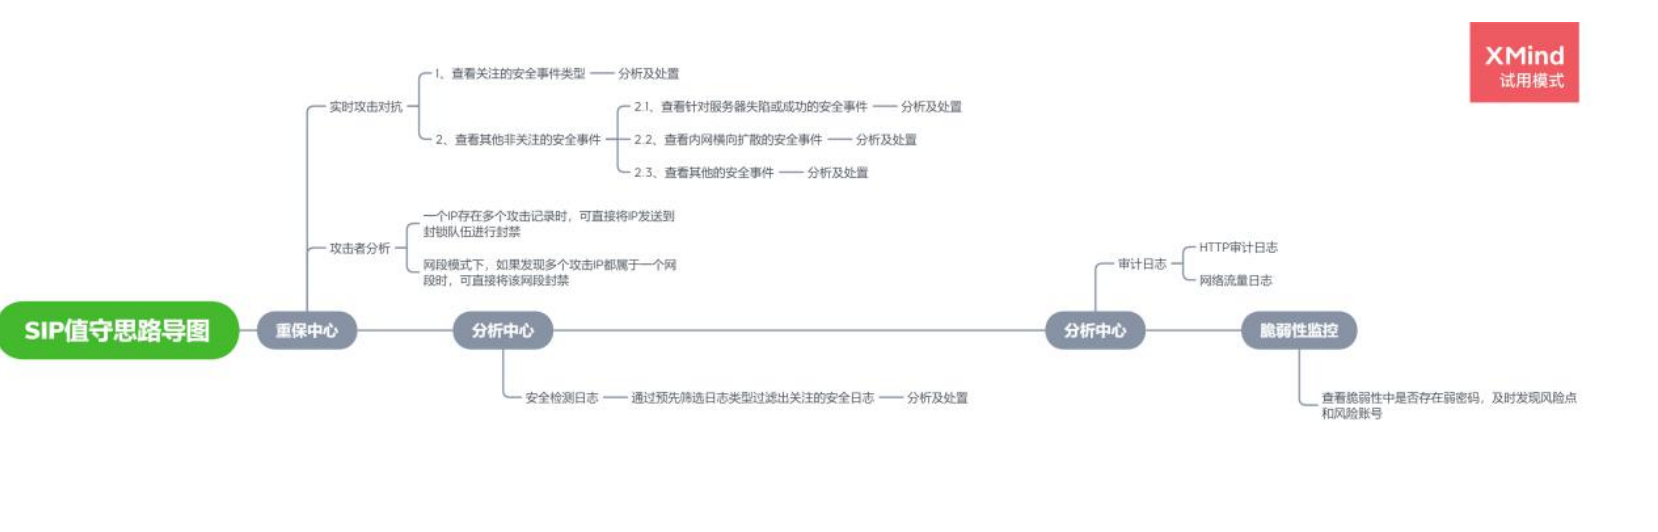 XMind
试用模式
1、查看关注的安全事件类型
分析及处置
实时攻击对抗
2.1、查看针对服务器失陷或成功的安全事件
分析及处置
2、查看其他非关注的安全事件
2.2、查看内网横向扩散的安全事件
分析及处置
2.3、查看其他的安全事件
分析及处置
一个IP存在多个攻击记录时，可直接将IP发送到
封锁队伍进行封禁
攻击者分析
网段模式下，如果发现多个攻击IP都属于一个网
段时，可直接将该网段封禁
HTTP审计日志
审计日志
网络流量日志
SIP值守思路导图
重保中心
分析中心
分析中心
脆弱性监控
安全检测日志
通过预先筛选日志类型过滤出关注的安全日志
分析及处置
查看脆弱性中是否存在弱密码，及时发现风险点
和风险账号